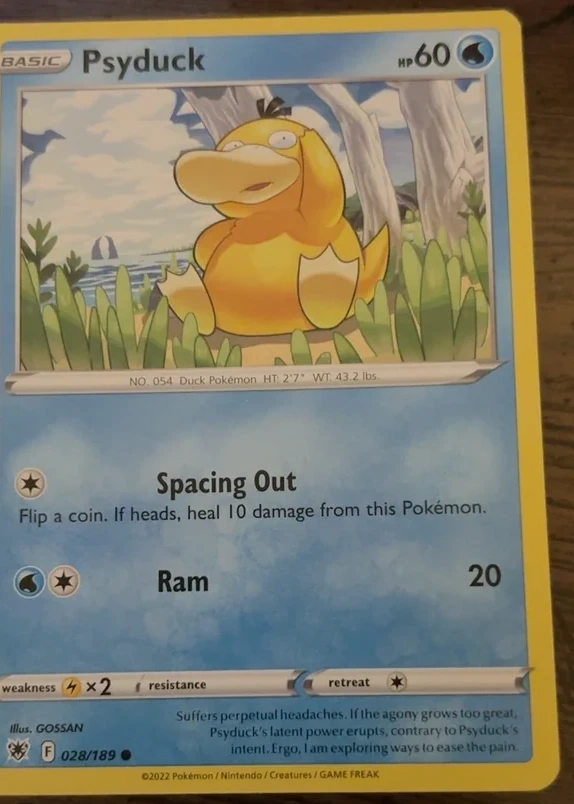 BASIC Psyduck HP60
NO. 054 Duck Pokémon HT: 2'7" WT: 43.2 lbs.
Spacing Out
Flip a coin. If heads, heal 10 damage from this Pokémon.
Ram 20
weakness ×2 resistance retreat
Suffers perpetual headaches. If the agony grows too great,
Illus. GOSSAN
Psyduck's latent power erupts, contrary to Psyduck's
intent. Ergo, I am exploring ways to ease the pain.
F 028/189
©2022 Pokémon / Nintendo / Creatures / GAME FREAK